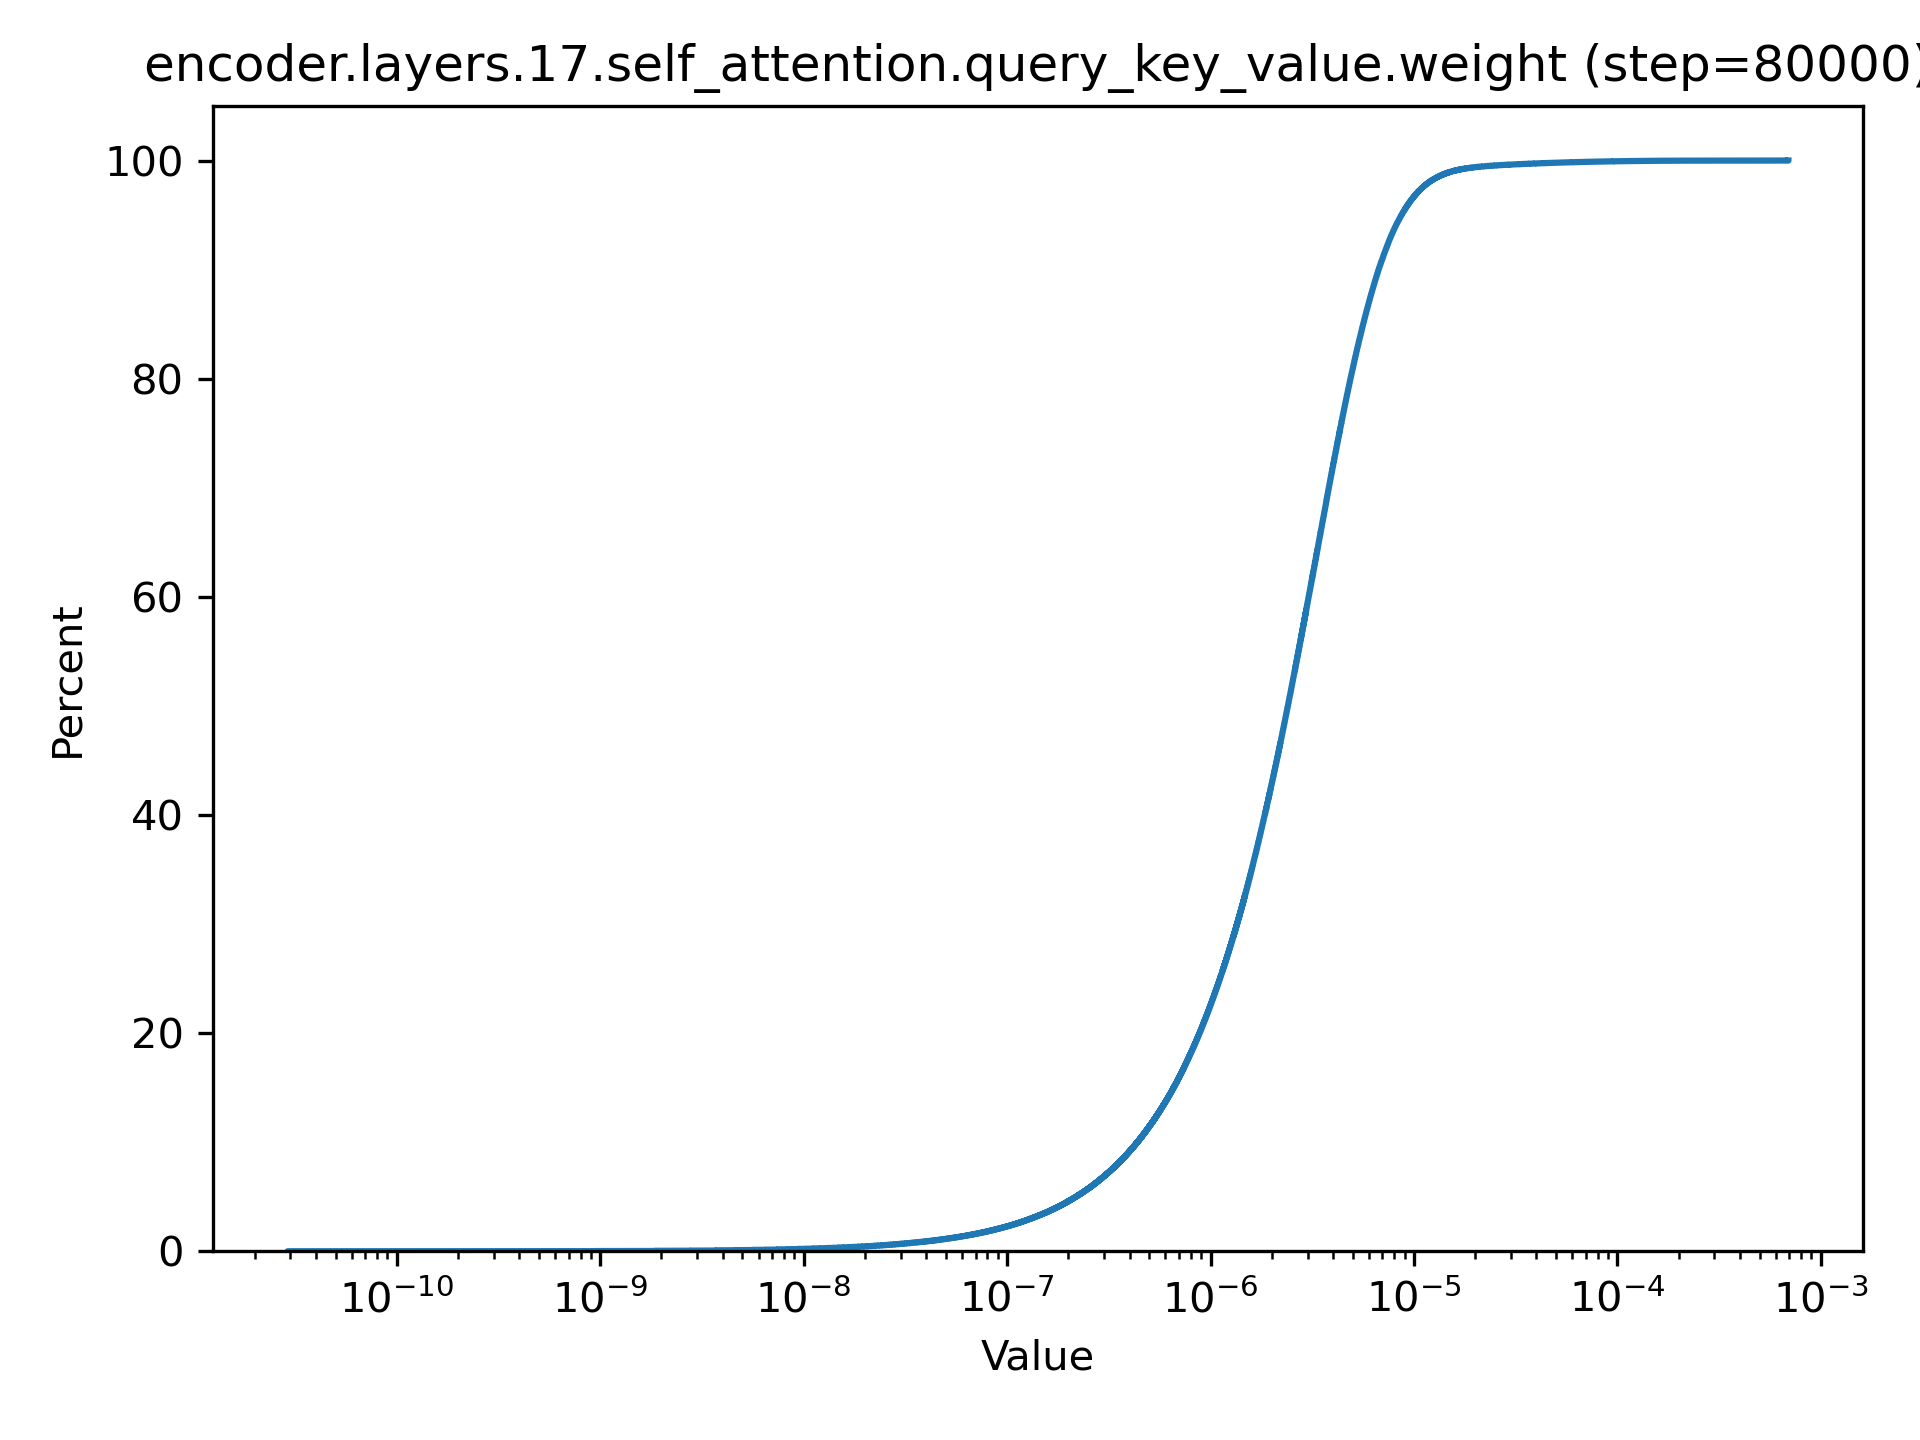 encoder.layers.17.self_attention.query_key_value.weight (step=80000)
100
80
60
40
20
0
Percent
10⁻¹⁰ 10⁻⁹ 10⁻⁸ 10⁻⁷ 10⁻⁶ 10⁻⁵ 10⁻⁴ 10⁻³
Value